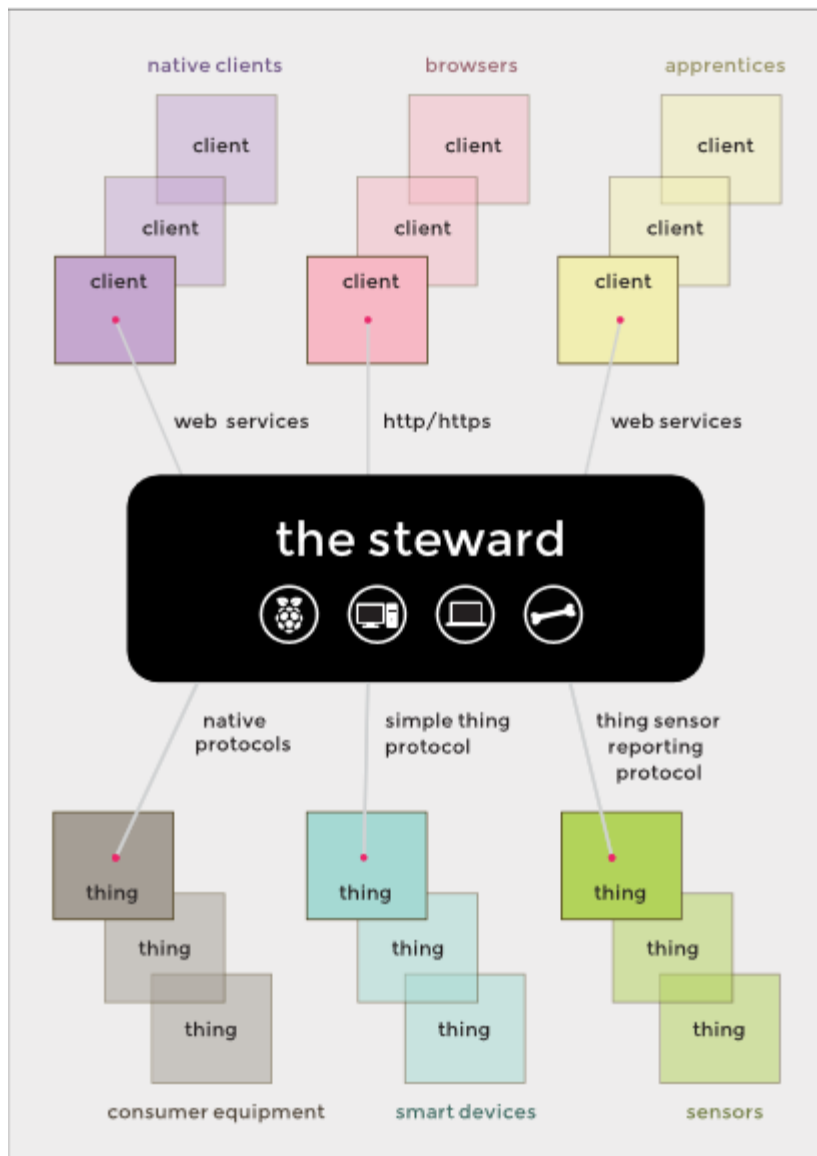 native clients
browsers
apprentices
client
client
client
client
client
client
client
client
client
web services
http/https
web services
the steward
native
protocols
simple thing
protocol
thing sensor
reporting
protocol
thing
thing
thing
thing
thing
thing
thing
thing
thing
consumer equipment
smart devices
sensors